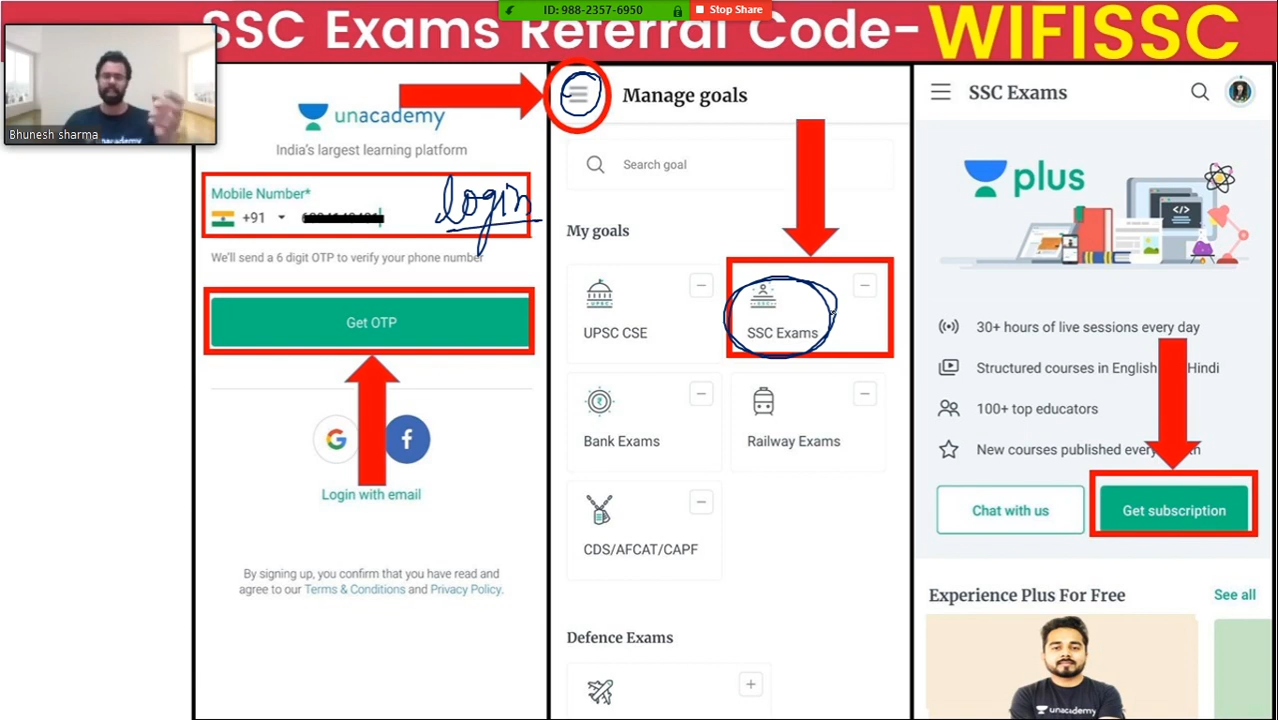 SSC Exams Referral Code- WIFISSC
ID: 988-2357-6950
Stop Share
Bhunesh sharma
unacademy
unacademy
India's largest learning platform
Mobile Number*
+91
login
We'll send a 6 digit OTP to verify your phone number
Get OTP
G
f
Login with email
By signing up, you confirm that you have read and
agree to our Terms & Conditions and Privacy Policy.
Manage goals
Search goal
My goals
UPSC
UPSC CSE
SSC
SSC Exams
Bank Exams
Railway Exams
CDS/AFCAT/CAPF
Defence Exams
SSC Exams
plus
30+ hours of live sessions every day
Structured courses in English Hindi
100+ top educators
New courses published every
Chat with us
Get subscription
Experience Plus For Free
See all
unacademy